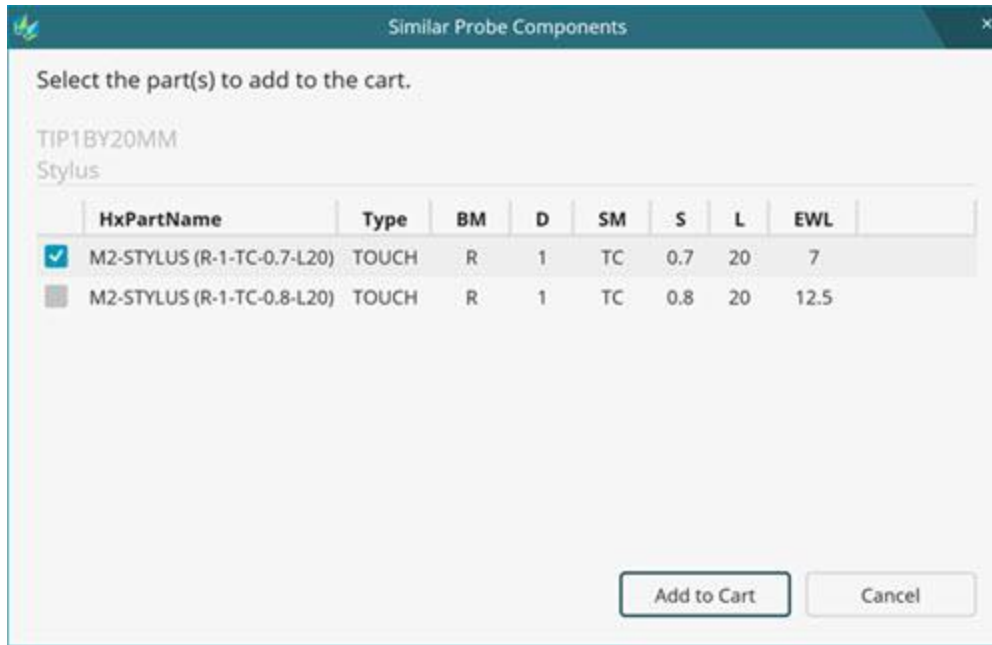 Similar Probe Components
Select the part(s) to add to the cart.
TIP1BY20MM
Stylus
HxPartName Type BM D SM S L EWL
M2-STYLUS (R-1-TC-0.7-L20) TOUCH R 1 TC 0.7 20 7
M2-STYLUS (R-1-TC-0.8-L20) TOUCH R 1 TC 0.8 20 12.5
Add to Cart Cancel